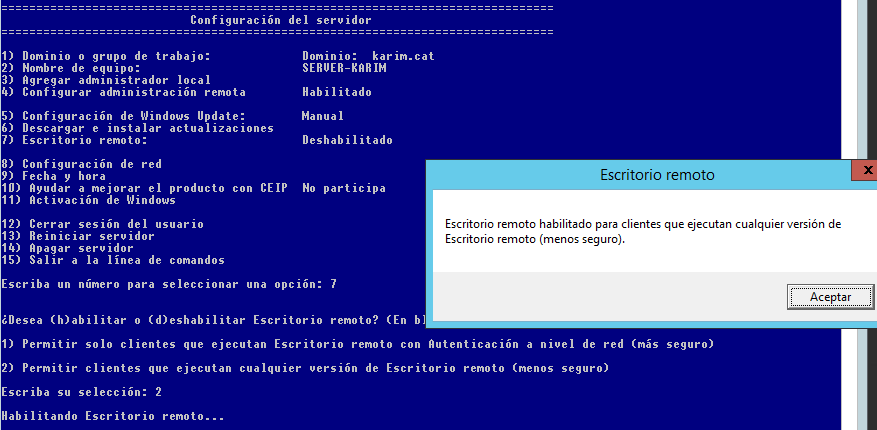 ===============================================================================
Configuración del servidor
===============================================================================
1) Dominio o grupo de trabajo: Dominio: karim.cat
2) Nombre de equipo: SERVER-KARIM
3) Agregar administrador local
4) Configurar administración remota Habilitado
5) Configuración de Windows Update: Manual
6) Descargar e instalar actualizaciones
7) Escritorio remoto: Deshabilitado
8) Configuración de red
9) Fecha y hora
10) Ayudar a mejorar el producto con CEIP No participa
11) Activación de Windows
12) Cerrar sesión del usuario
13) Reiniciar servidor
14) Apagar servidor
15) Salir a la línea de comandos
Escriba un número para seleccionar una opción: 7
¿Desea (h)abilitar o (d)eshabilitar Escritorio remoto? (En
1) Permitir solo clientes que ejecutan Escritorio remoto con Autenticación a nivel de red (más seguro)
2) Permitir clientes que ejecutan cualquier versión de Escritorio remoto (menos seguro)
Escriba su selección: 2
Habilitando Escritorio remoto...
Escritorio remoto
x
Escritorio remoto habilitado para clientes que ejecutan cualquier versión de
Escritorio remoto (menos seguro).
Aceptar